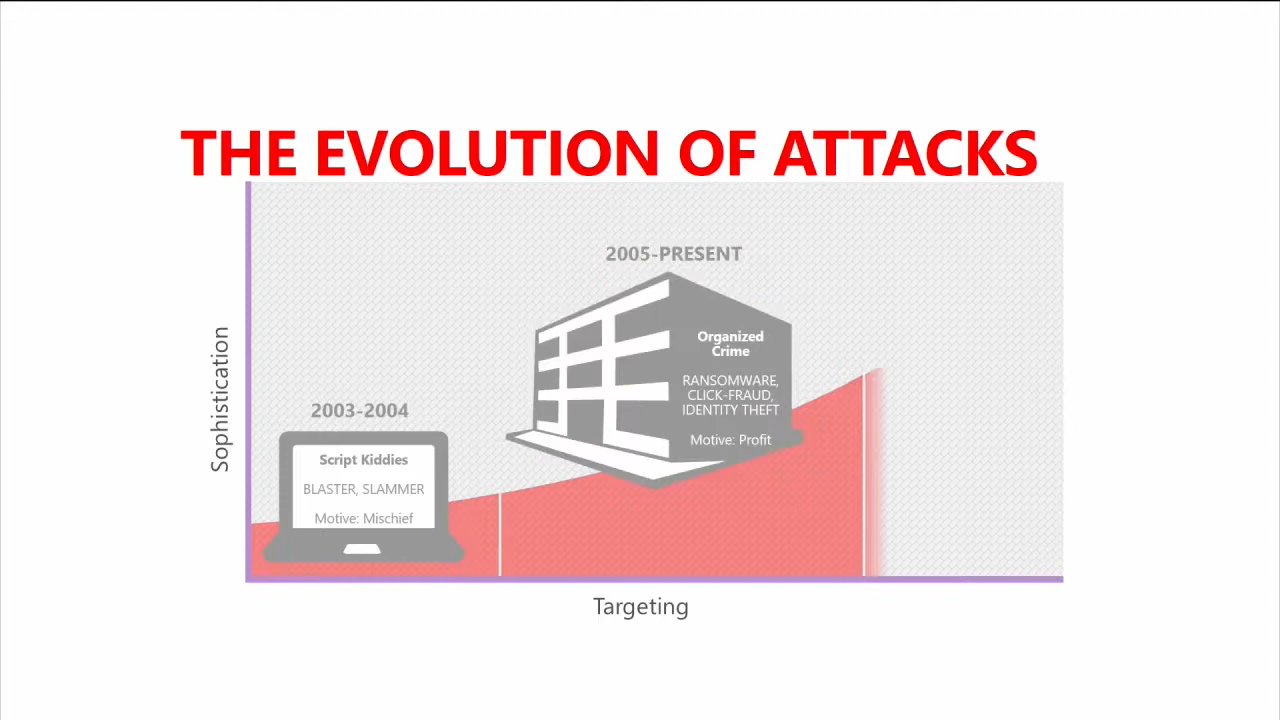 THE EVOLUTION OF ATTACKS
2005-PRESENT
Organized
Crime
RANSOMWARE,
CLICK-FRAUD,
IDENTITY THEFT
Motive: Profit
2003-2004
Script Kiddies
BLASTER, SLAMMER
Motive: Mischief
Sophistication
Targeting